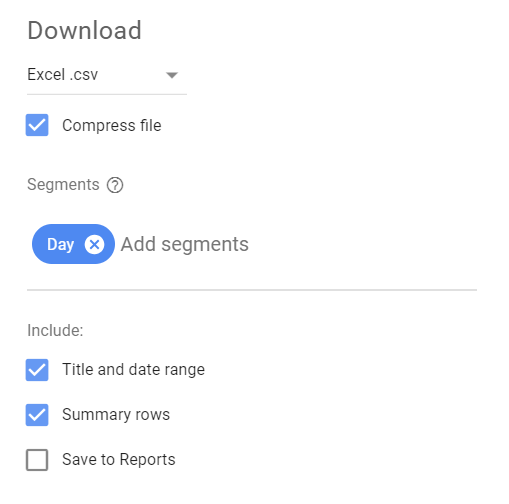 Download
Excel .csv
Compress file
Segments
Day Add segments
Include:
Title and date range
Summary rows
Save to Reports